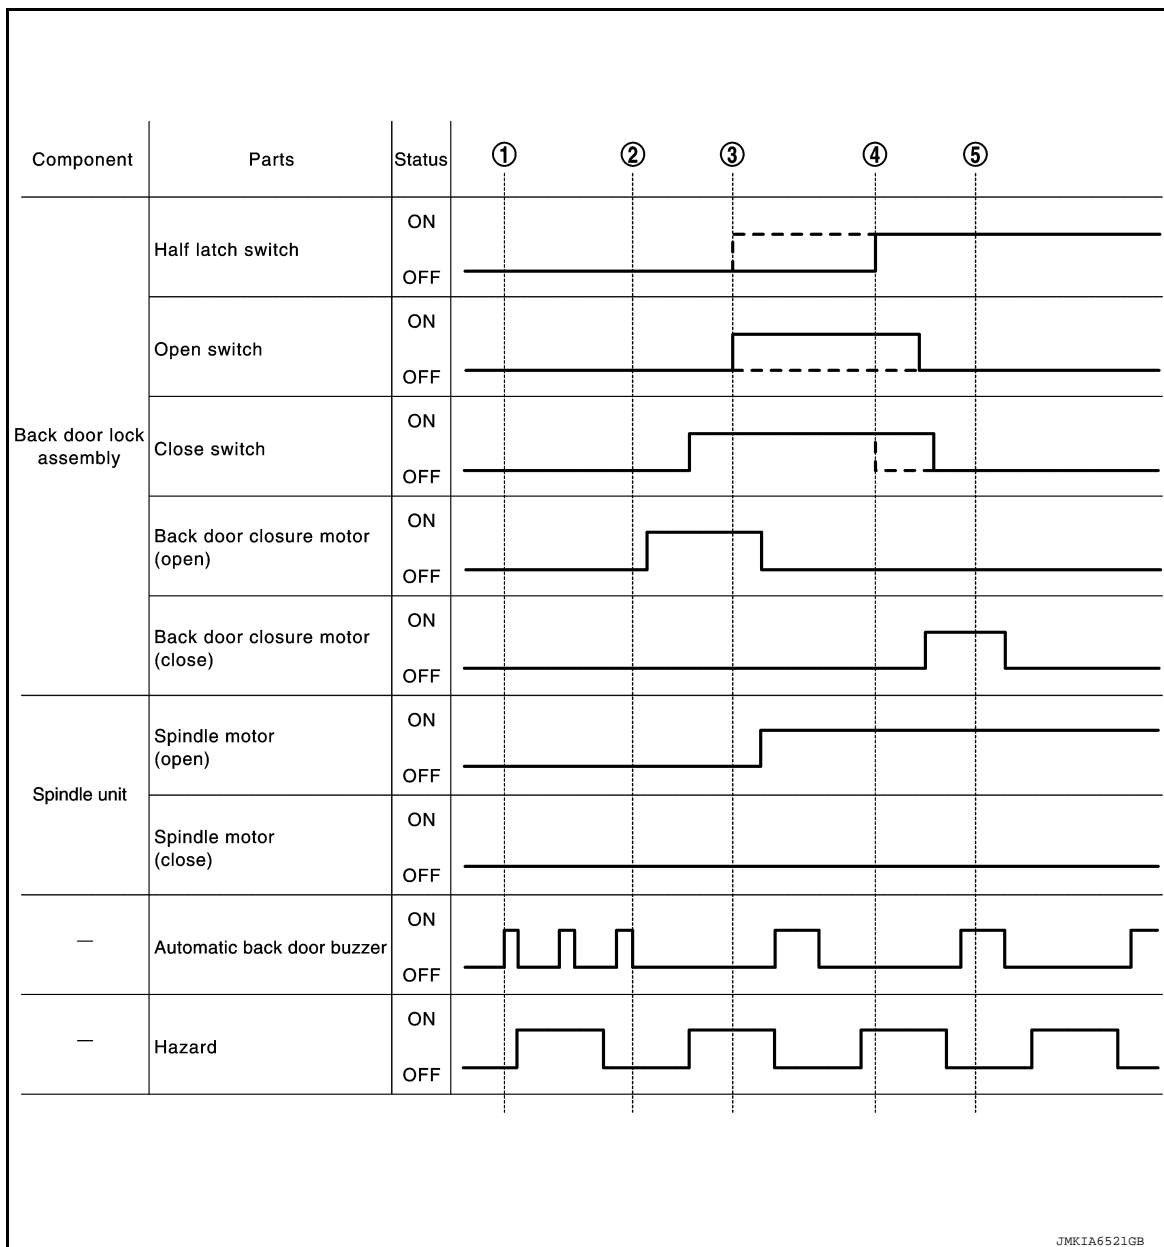 Component Parts Status ① ② ③ ④ ⑤
Back door lock
assembly
Half latch switch
ON
OFF
Open switch
ON
OFF
Close switch
ON
OFF
Back door closure motor
(open)
ON
OFF
Back door closure motor
(close)
ON
OFF
Spindle unit
Spindle motor
(open)
ON
OFF
Spindle motor
(close)
ON
OFF
—
Automatic back door buzzer
ON
OFF
—
Hazard
ON
OFF
JMKIA6521GB